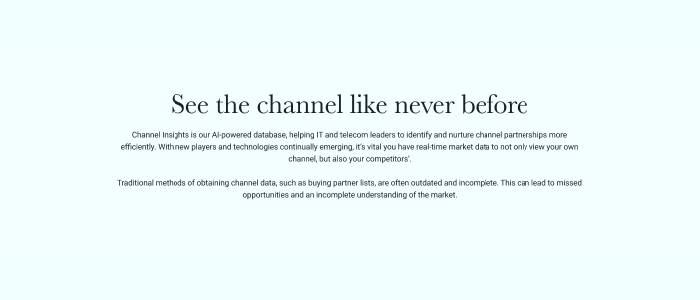 See the channel like never before
Channel Insights is our AI-powered database, helping IT and telecom leaders to identify and nurture channel partnerships more
efficiently. With new players and technologies continually emerging, it's vital you have real-time market data to not only view your own
channel, but also your competitors'.
Traditional methods of obtaining channel data, such as buying partner lists, are often outdated and incomplete. This can lead to missed
opportunities and an incomplete understanding of the market.